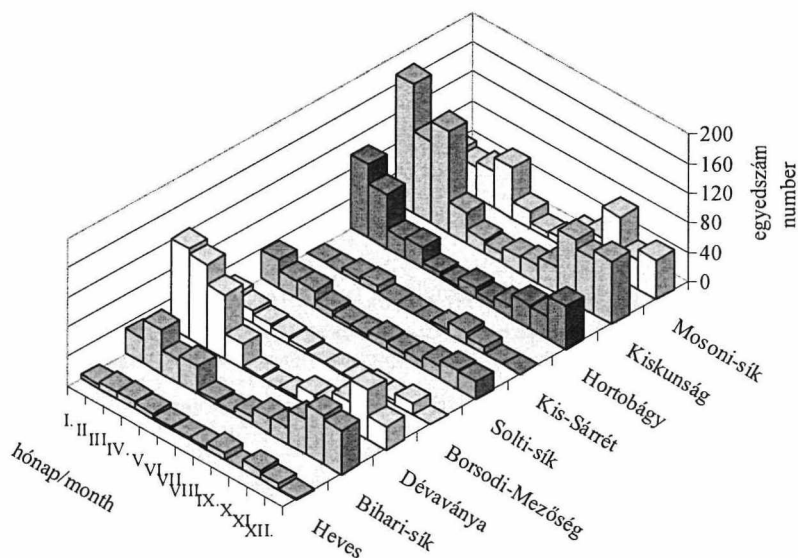 200
160
120
80
40
0
egyedszám
number
Mosoni-sík
Kiskunság
Hortobágy
Kis-Sárrét
Solti-sík
Borsodi-Mezőség
Dévaványa
Bihari-sík
Heves
I. II III IV. V VI VII VIII IX. X XI XII.
hónap/month